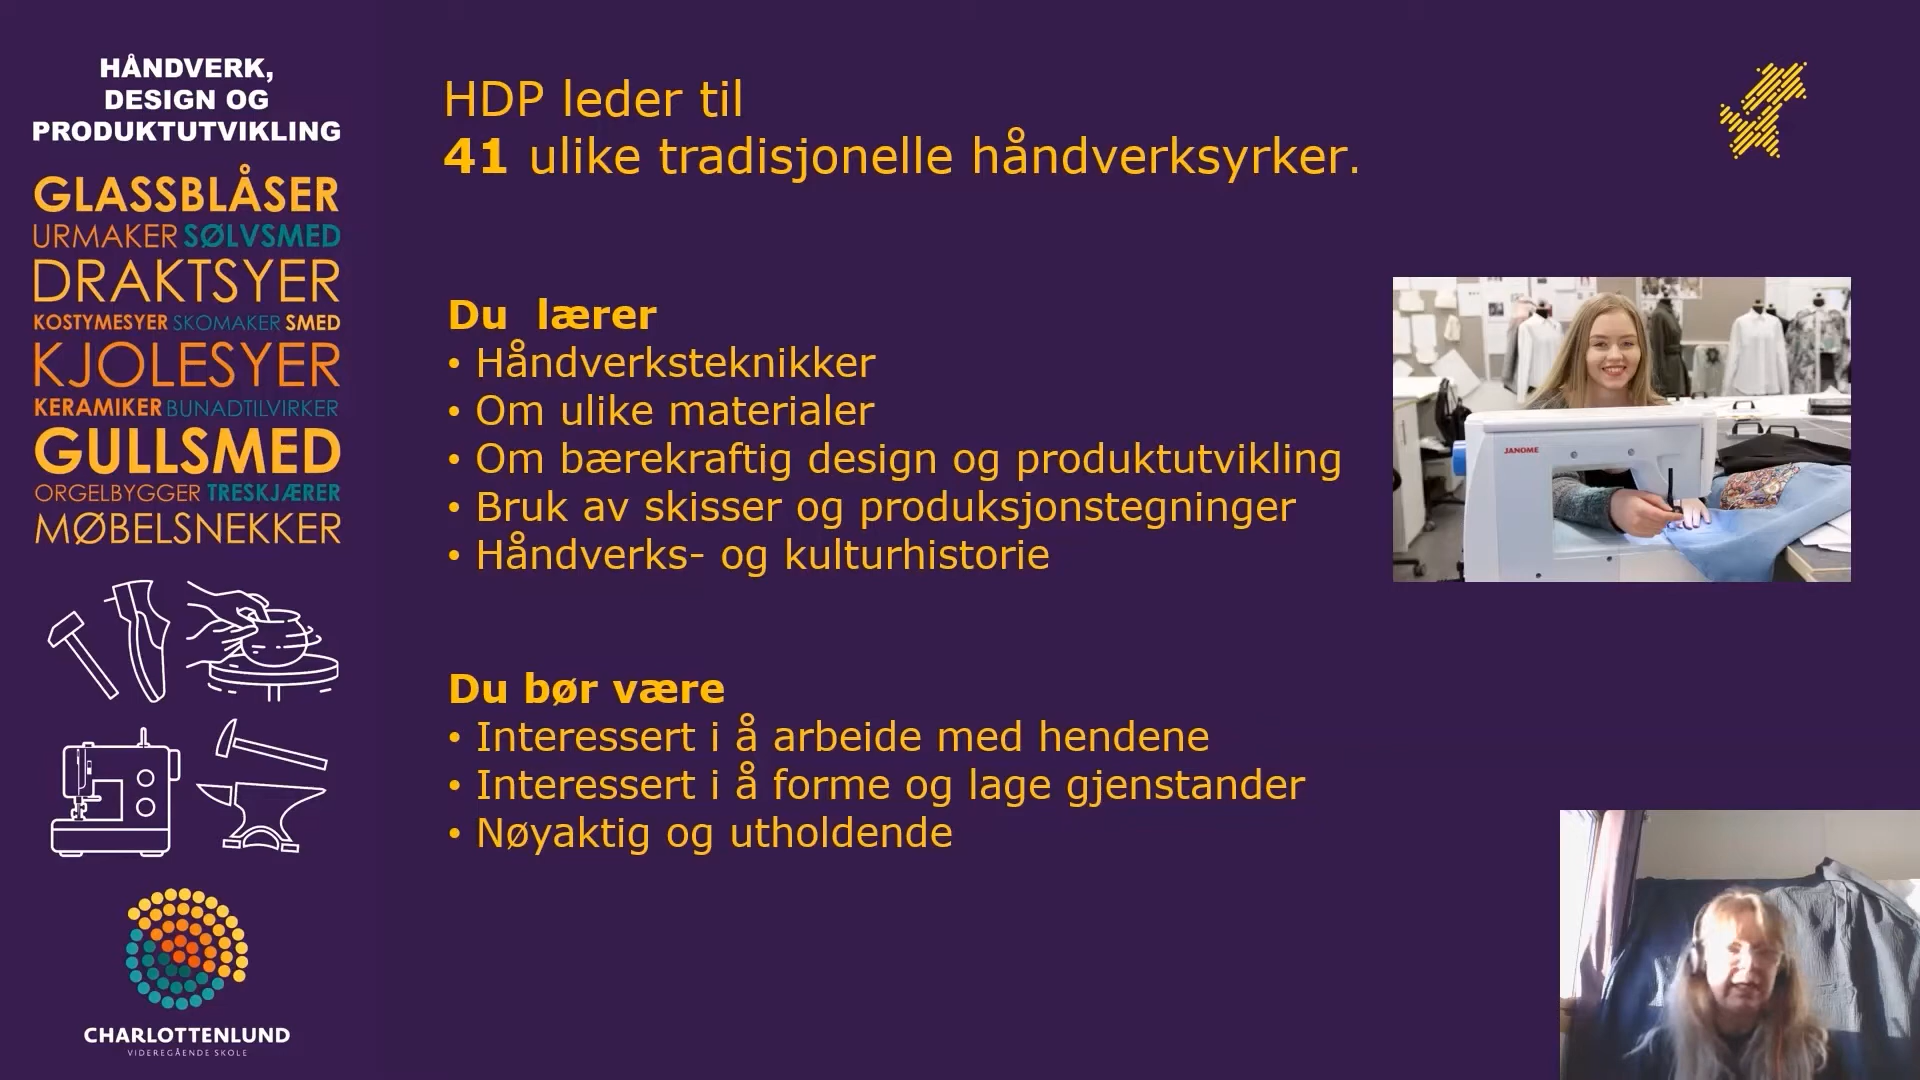 HÅNDVERK,
DESIGN OG
PRODUKTUTVIKLING
GLASSBLÅSER
URMAKER SØLVSMED
DRAKTSYER
KOSTYMESYER SKOMAKER SMED
KJOLESYER
KERAMIKER BUNADTILVIRKER
GULLSMED
ORGELBYGGER TRESKJÆRER
MØBELSNEKKER
CHARLOTTENLUND
VIDEREGÅENDE SKOLE
HDP leder til
41 ulike tradisjonelle håndverksyrker.
Du lærer
• Håndverksteknikker
• Om ulike materialer
• Om bærekraftig design og produktutvikling
• Bruk av skisser og produksjonstegninger
• Håndverks- og kulturhistorie
Du bør være
• Interessert i å arbeide med hendene
• Interessert i å forme og lage gjenstander
• Nøyaktig og utholdende
JANOME